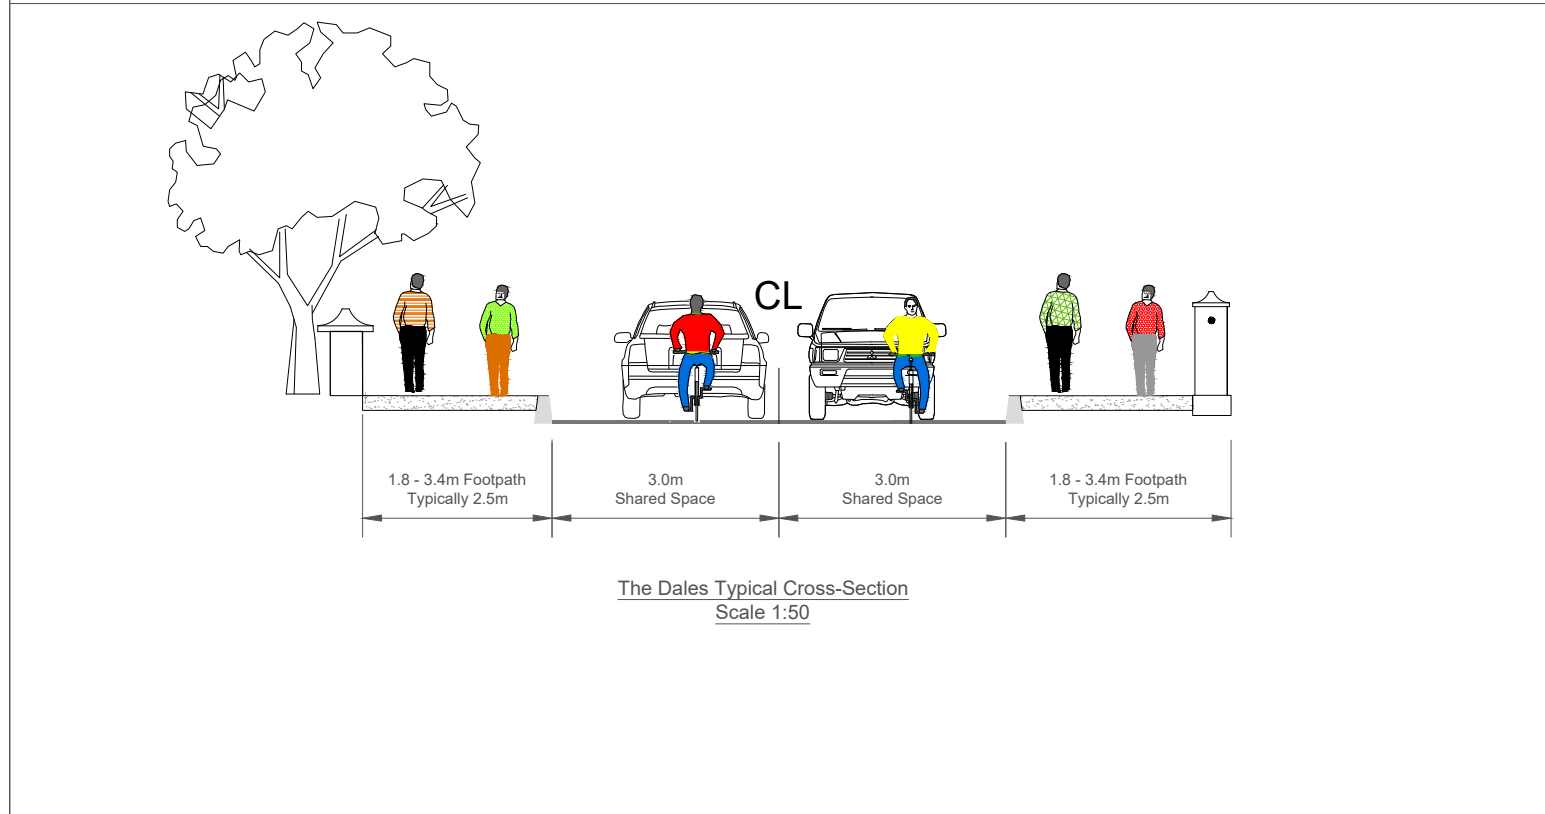 CL
1.8 - 3.4m Footpath
Typically 2.5m
3.0m
Shared Space
3.0m
Shared Space
1.8 - 3.4m Footpath
Typically 2.5m
The Dales Typical Cross-Section
Scale 1:50